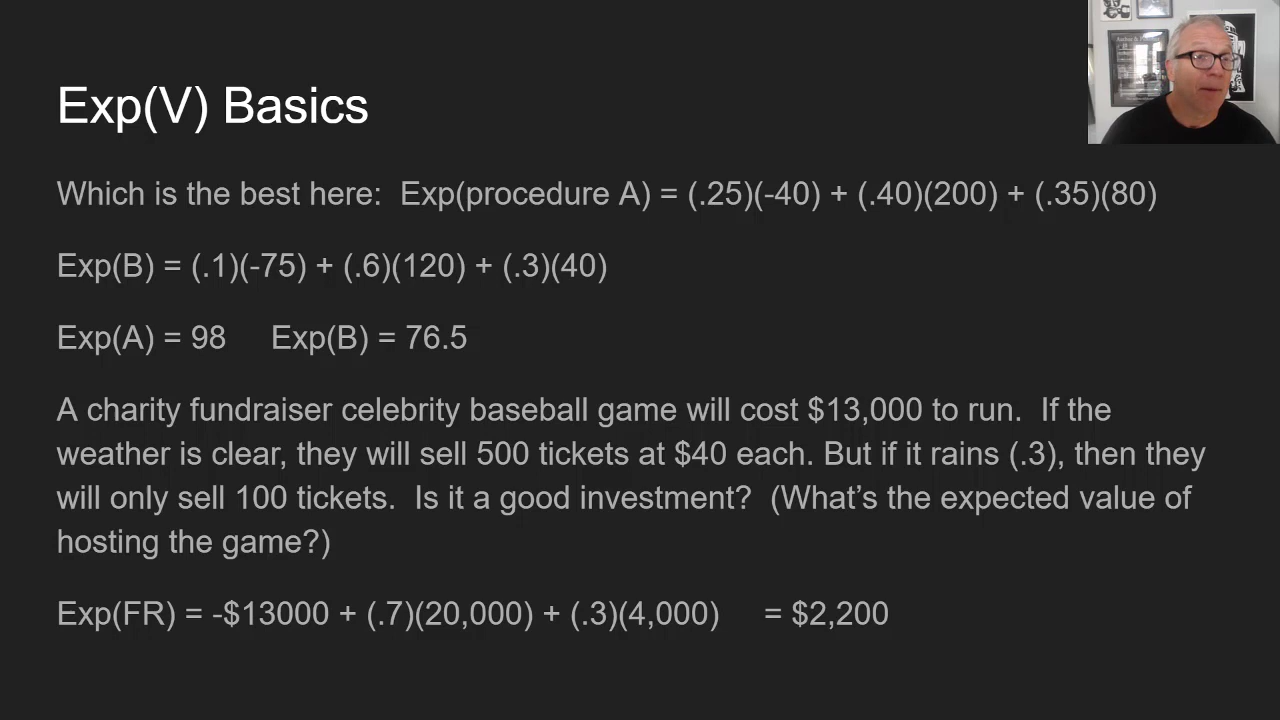 Exp(V) Basics
Which is the best here:  Exp(procedure A) = (.25)(-40) + (.40)(200) + (.35)(80)
Exp(B) = (.1)(-75) + (.6)(120) + (.3)(40)
Exp(A) = 98     Exp(B) = 76.5
A charity fundraiser celebrity baseball game will cost $13,000 to run.  If the
weather is clear, they will sell 500 tickets at $40 each. But if it rains (.3), then they
will only sell 100 tickets.  Is it a good investment?  (What's the expected value of
hosting the game?)
Exp(FR) = -$13000 + (.7)(20,000) + (.3)(4,000)     = $2,200